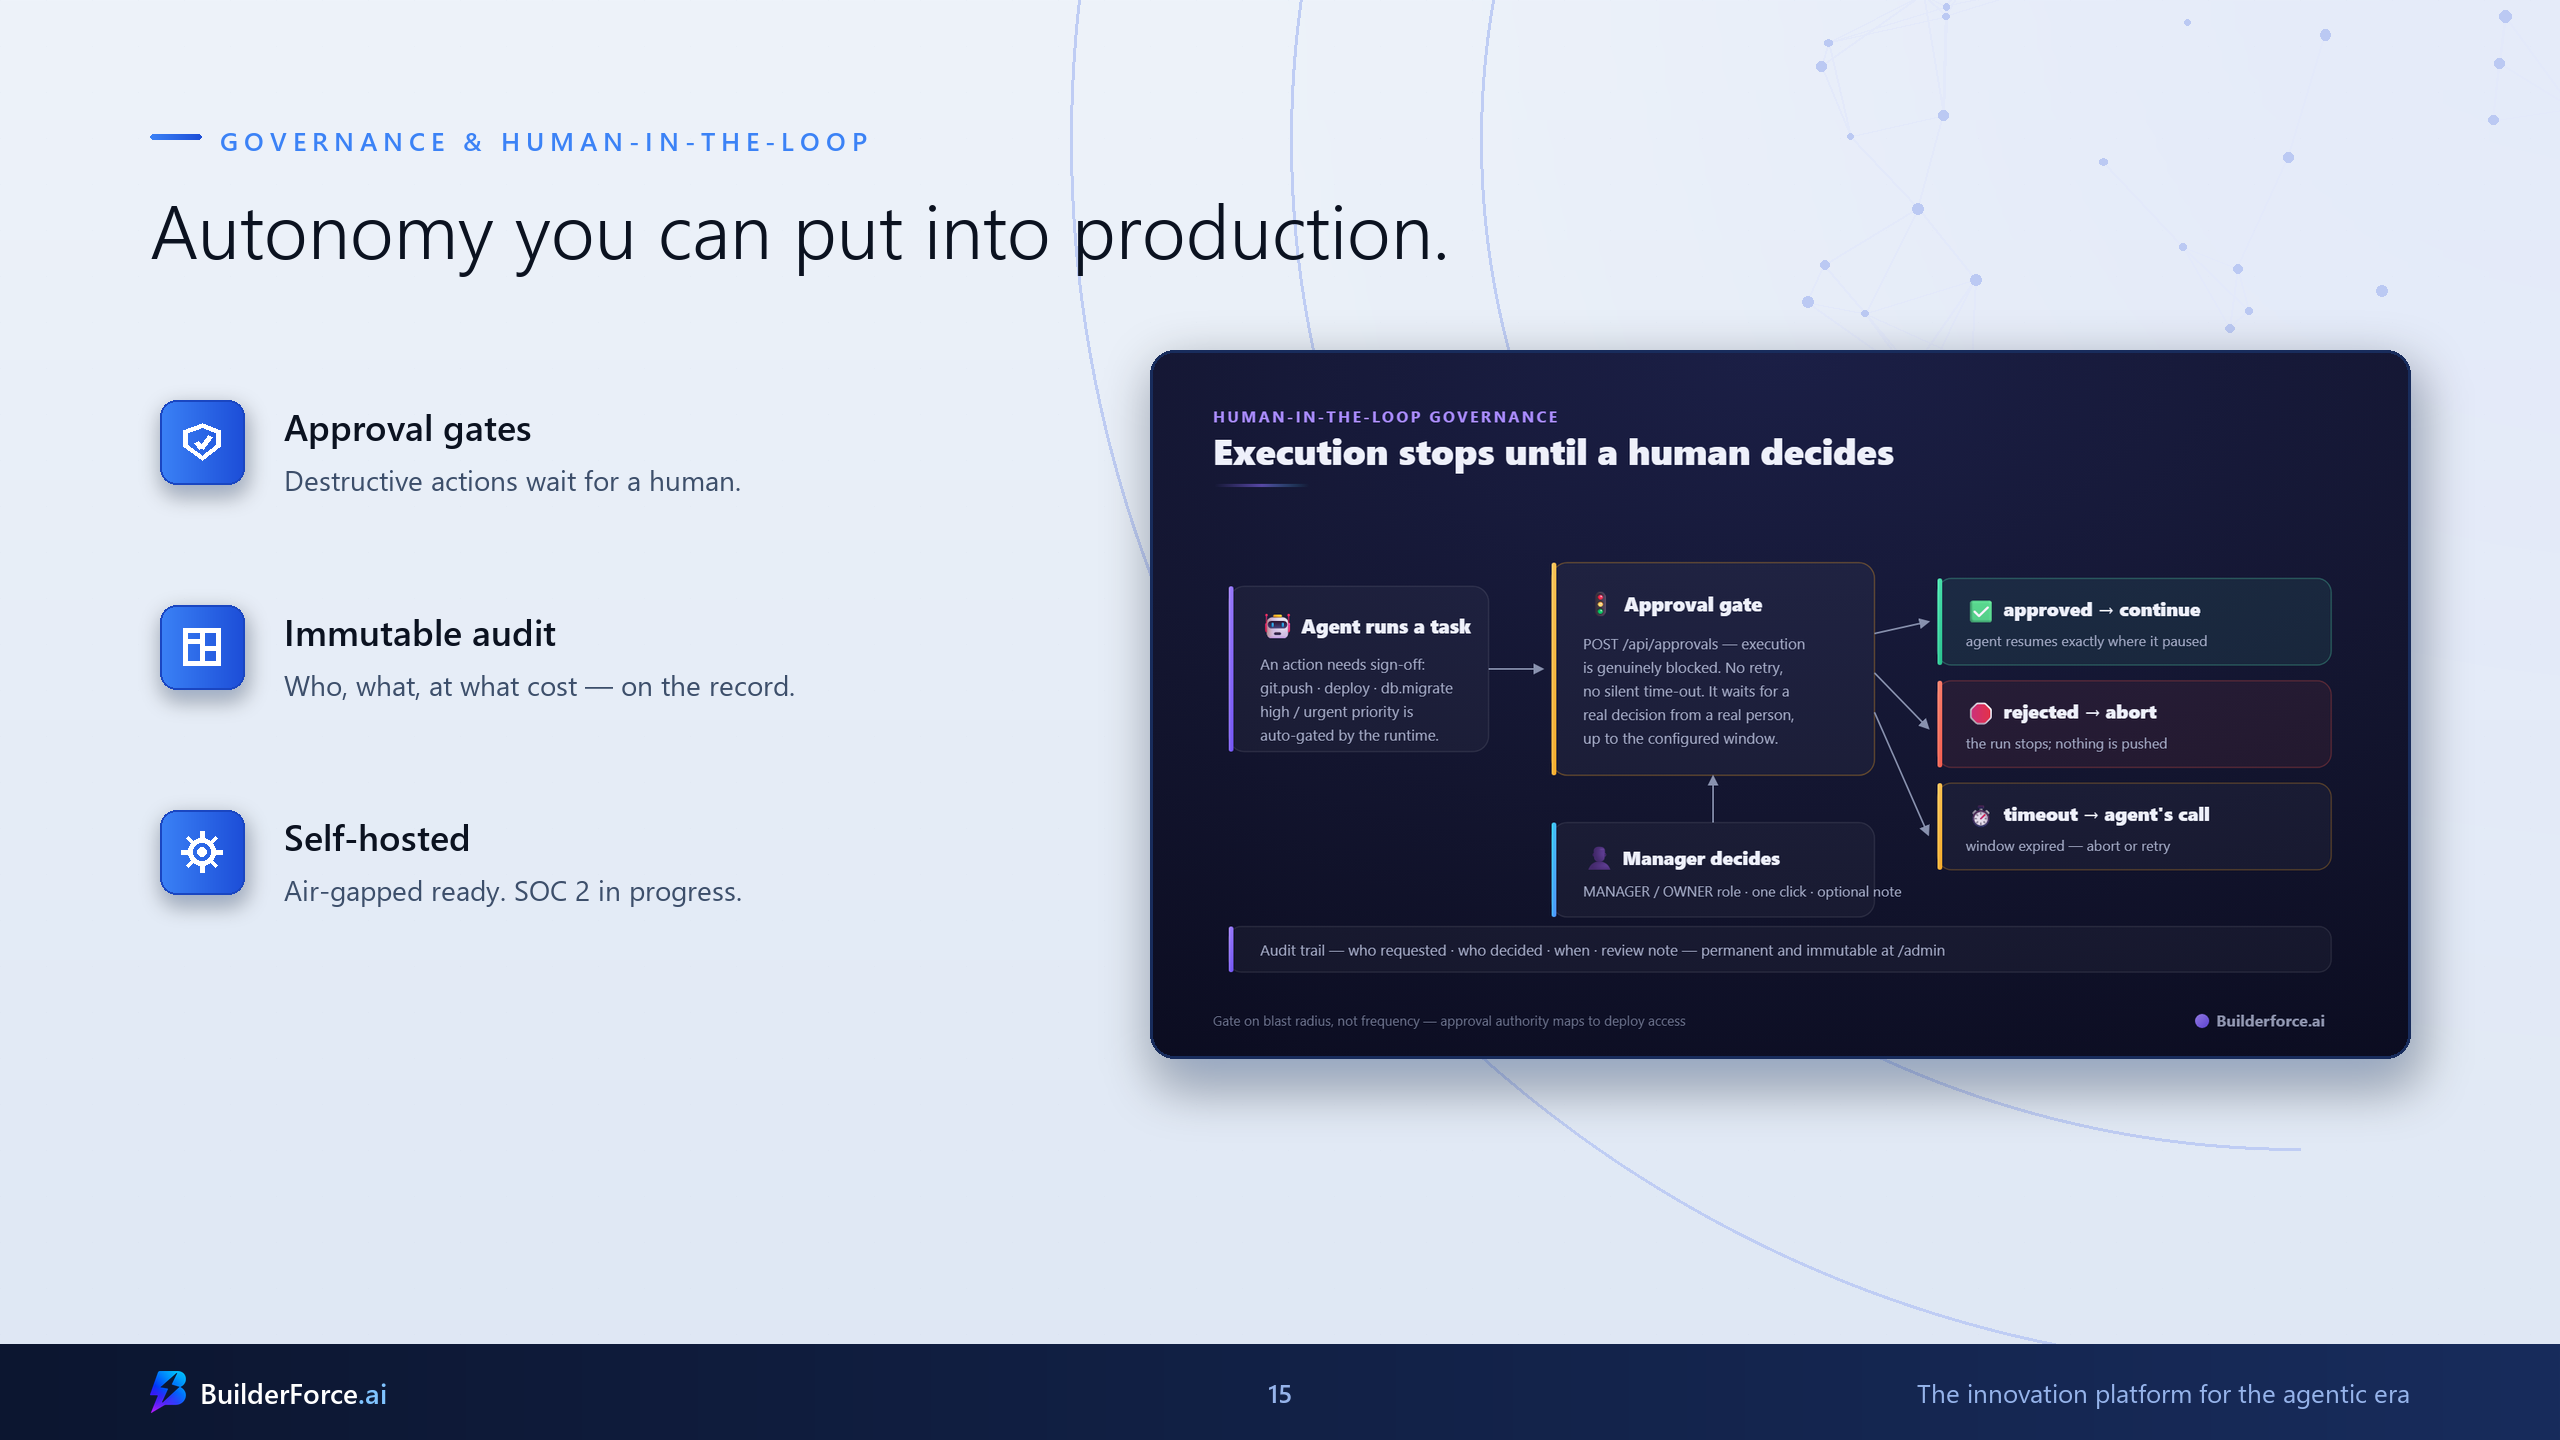 GOVERNANCE & HUMAN-IN-THE-LOOP
Autonomy you can put into production.
Approval gates
Destructive actions wait for a human.
Immutable audit
Who, what, at what cost — on the record.
Self-hosted
Air-gapped ready. SOC 2 in progress.
HUMAN-IN-THE-LOOP GOVERNANCE
Execution stops until a human decides
Agent runs a task
An action needs sign-off:
git.push · deploy · db.migrate
high / urgent priority is
auto-gated by the runtime.
Approval gate
POST /api/approvals — execution
is genuinely blocked. No retry,
no silent time-out. It waits for a
real decision from a real person,
up to the configured window.
Manager decides
MANAGER / OWNER role · one click · optional note
approved → continue
agent resumes exactly where it paused
rejected → abort
the run stops; nothing is pushed
timeout → agent's call
window expired — abort or retry
Audit trail — who requested · who decided · when · review note — permanent and immutable at /admin
Gate on blast radius, not frequency — approval authority maps to deploy access
Builderforce.ai
BuilderForce.ai
15
The innovation platform for the agentic era